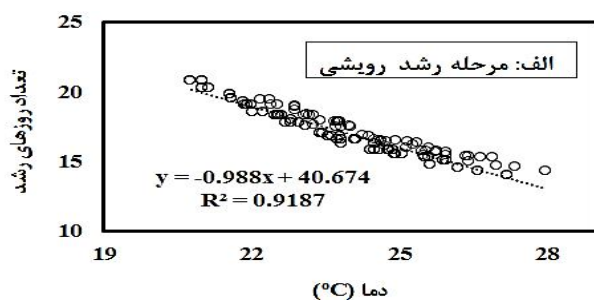 الف: مرحله رشد رویشی
تعداد روزهای رشد
25
20
15
10
y = -0.988x + 40.674
R² = 0.9187
19
22
25
28
دما (°C)